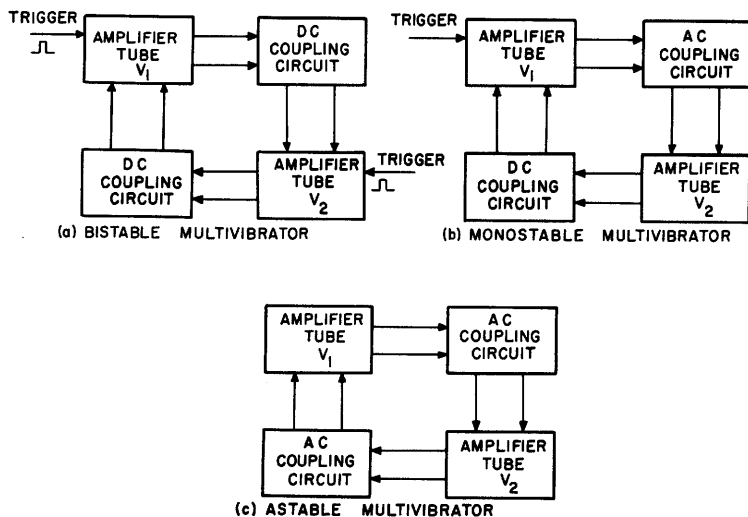 TRIGGER
AMPLIFIER
TUBE
V1
DC
COUPLING
CIRCUIT
DC
COUPLING
CIRCUIT
AMPLIFIER
TUBE
V2
TRIGGER
(a) BISTABLE MULTIVIBRATOR
TRIGGER
AMPLIFIER
TUBE
V1
AC
COUPLING
CIRCUIT
DC
COUPLING
CIRCUIT
AMPLIFIER
TUBE
V2
(b) MONOSTABLE MULTIVIBRATOR
AMPLIFIER
TUBE
V1
AC
COUPLING
CIRCUIT
AC
COUPLING
CIRCUIT
AMPLIFIER
TUBE
V2
(c) ASTABLE MULTIVIBRATOR